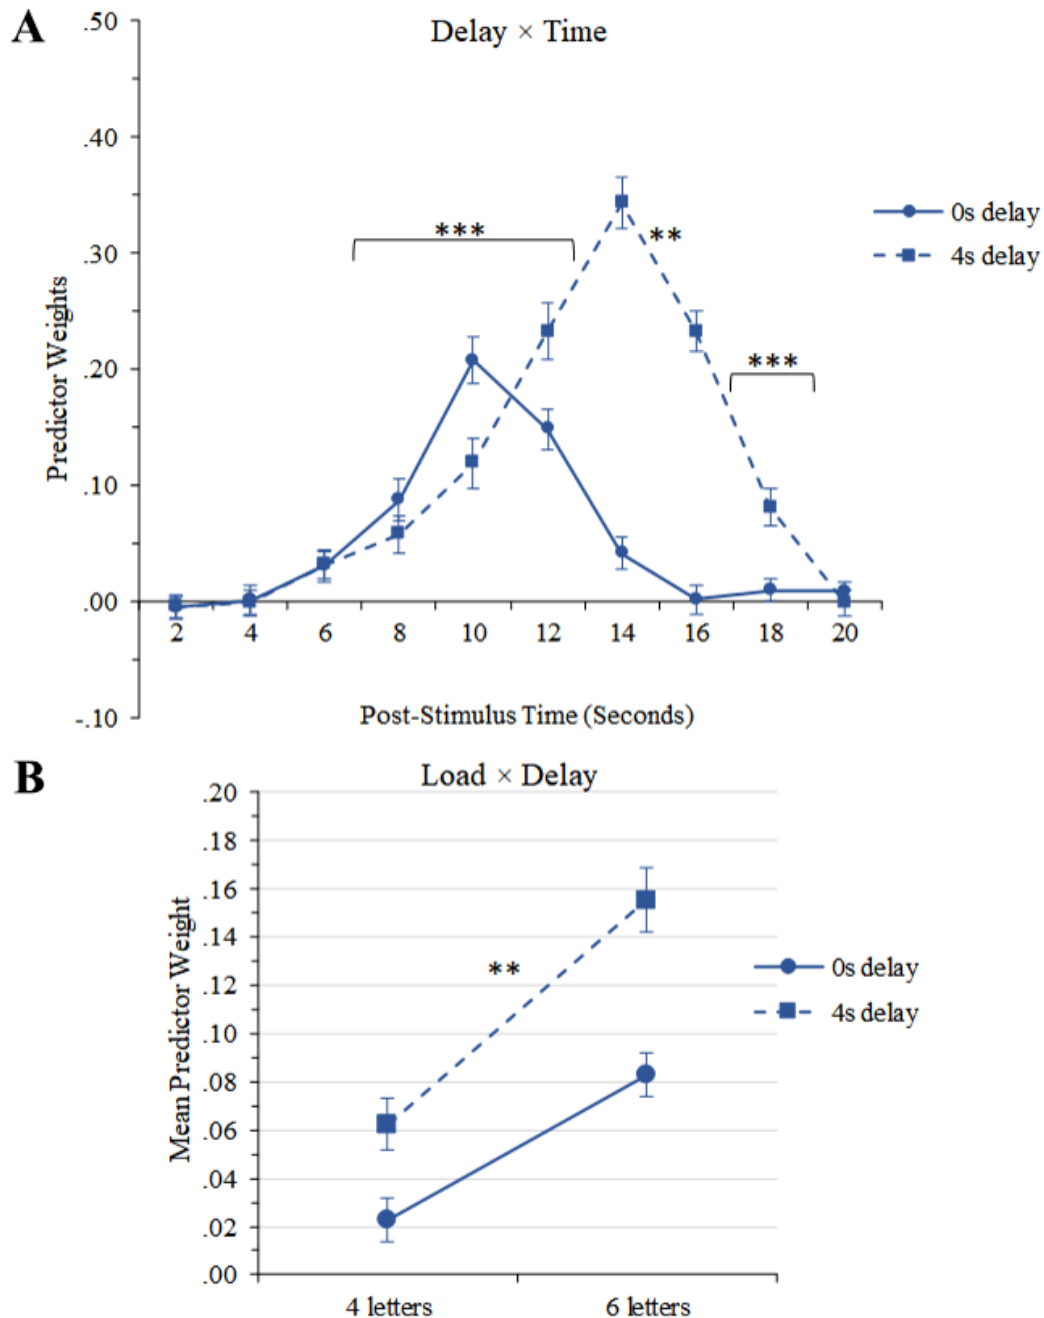 A
Delay × Time
.50
.40
.30
.20
.10
.00
-.10
Predictor Weights
***
**
***
0s delay
4s delay
2 4 6 8 10 12 14 16 18 20
Post-Stimulus Time (Seconds)
B
Load × Delay
.20
.18
.16
.14
.12
.10
.08
.06
.04
.02
.00
Mean Predictor Weight
**
0s delay
4s delay
4 letters 6 letters